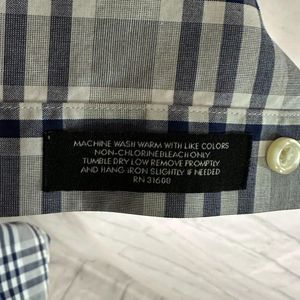 MACHINE WASH WARM WITH LIKE COLORS
NON-CHLORINE BLEACH ONLY
TUMBLE DRY LOW REMOVE PROMPTLY
AND HANG IRON SLIGHTLY IF NEEDED
RN 31608